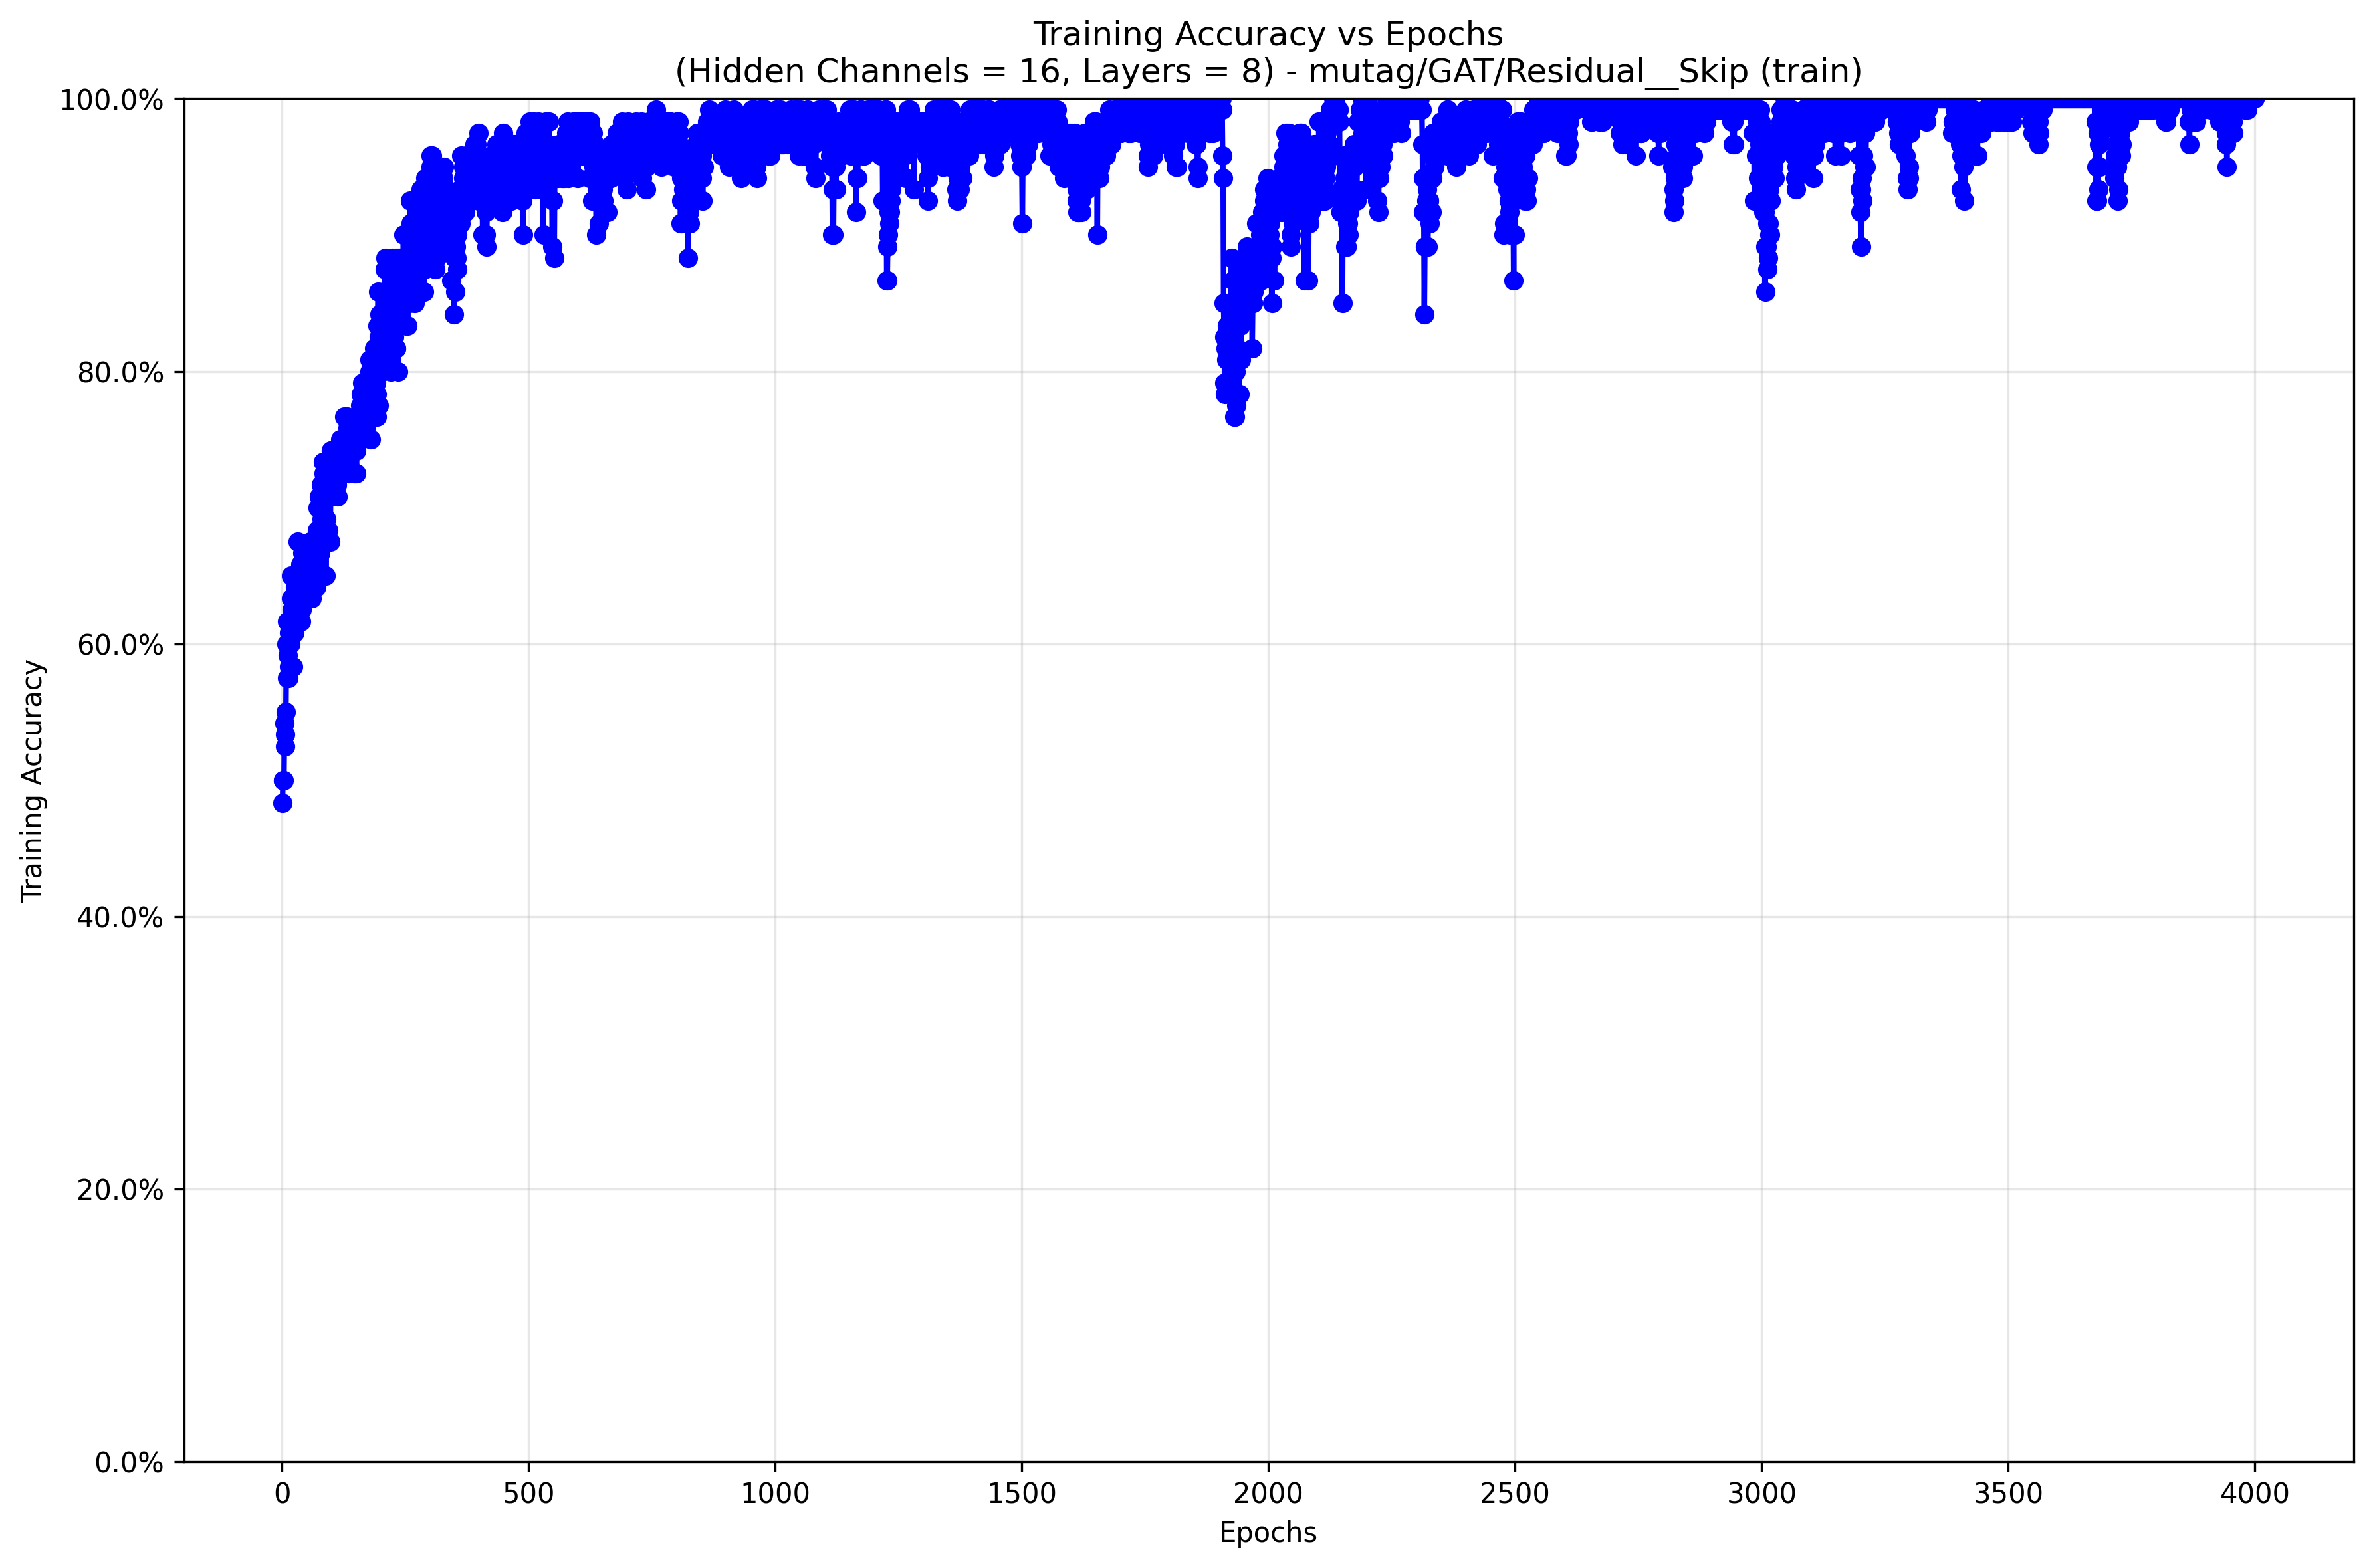 Training Accuracy vs Epochs
(Hidden Channels = 16, Layers = 8) - mutag/GAT/Residual__Skip (train)
100.0%
80.0%
60.0%
40.0%
20.0%
0.0%
Training Accuracy
0 500 1000 1500 2000 2500 3000 3500 4000
Epochs